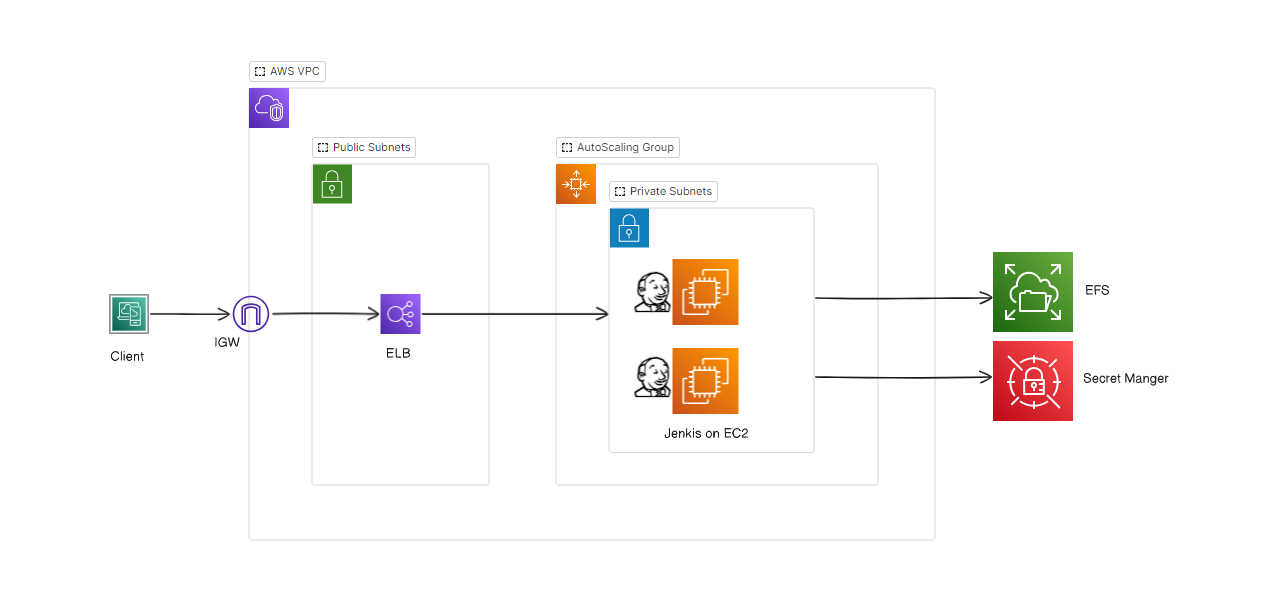 AWS VPC
Public Subnets
AutoScaling Group
Private Subnets
Client
IGW
ELB
Jenkis on EC2
EFS
Secret Manger